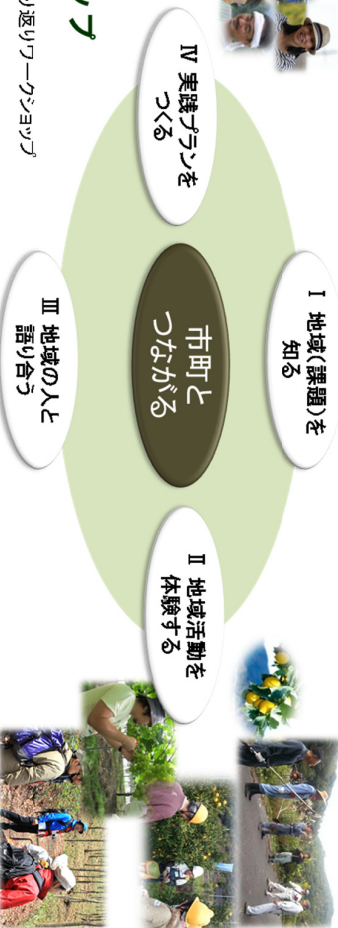 Ⅰ 地域(課題)を
知る
Ⅳ 実践プランを
つくる
市町と
つながる
Ⅱ 地域活動を
体験する
Ⅲ 地域の人と
語り合う
り返りワークショップ